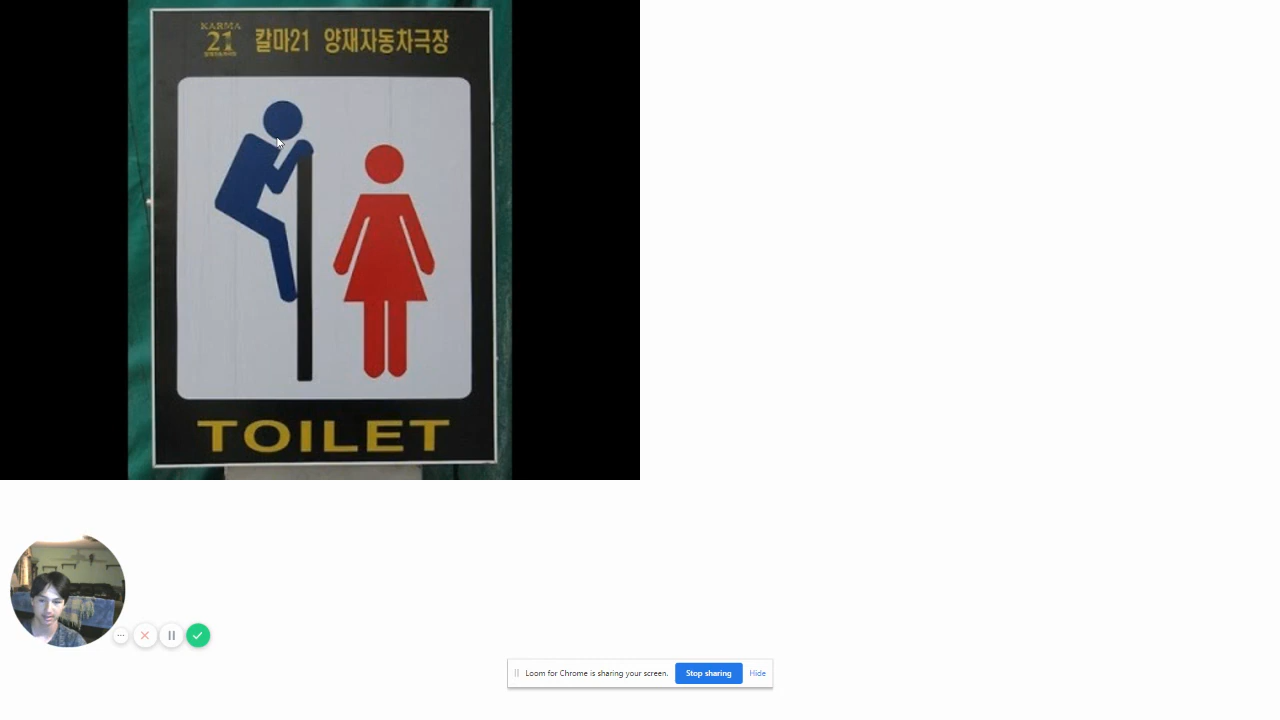 KARMA
21
칼마21 양재자동차극장
TOILET
Loom for Chrome is sharing your screen.
Stop sharing
Hide